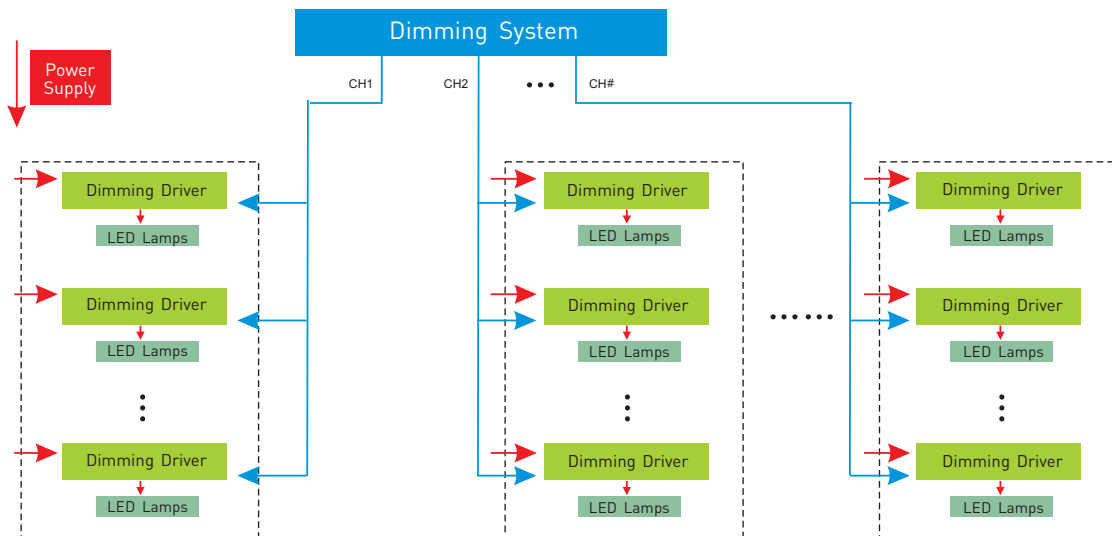 Dimming System
Power
Supply
CH1
CH2
CH#
Dimming Driver
LED Lamps
Dimming Driver
LED Lamps
Dimming Driver
LED Lamps
Dimming Driver
LED Lamps
Dimming Driver
LED Lamps
Dimming Driver
LED Lamps
Dimming Driver
LED Lamps
Dimming Driver
LED Lamps
Dimming Driver
LED Lamps